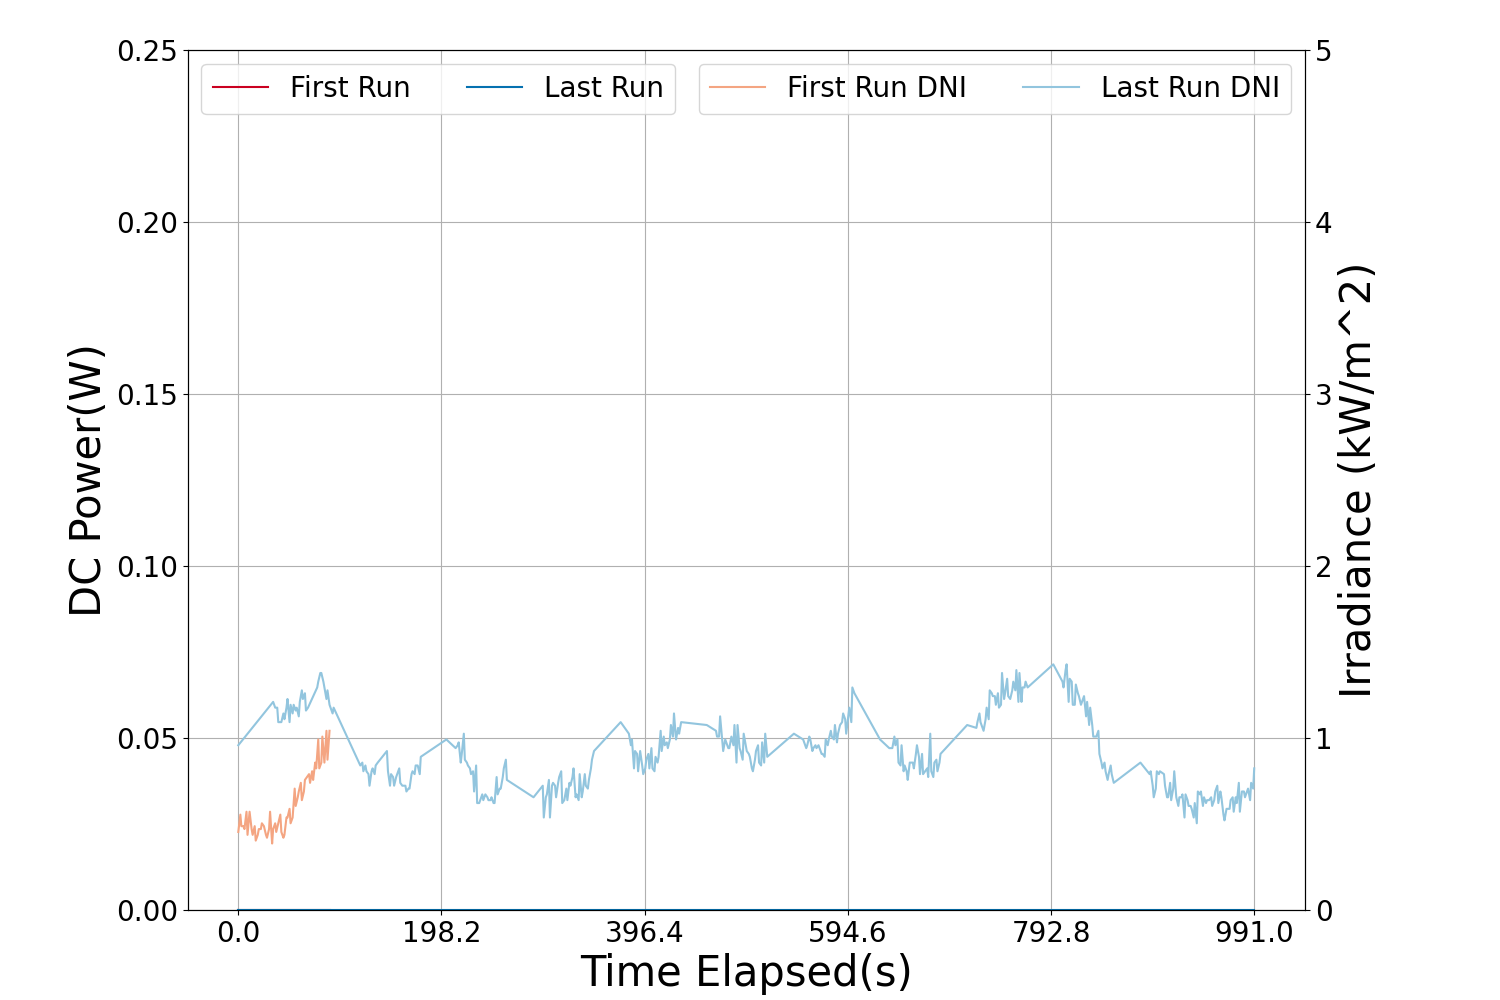 0.25
0.20
0.15
0.10
0.05
0.00
DC Power(W)
First Run
Last Run
First Run DNI
Last Run DNI
5
4
3
2
1
0
Irradiance (kW/m^2)
0.0 198.2 396.4 594.6 792.8 991.0
Time Elapsed(s)